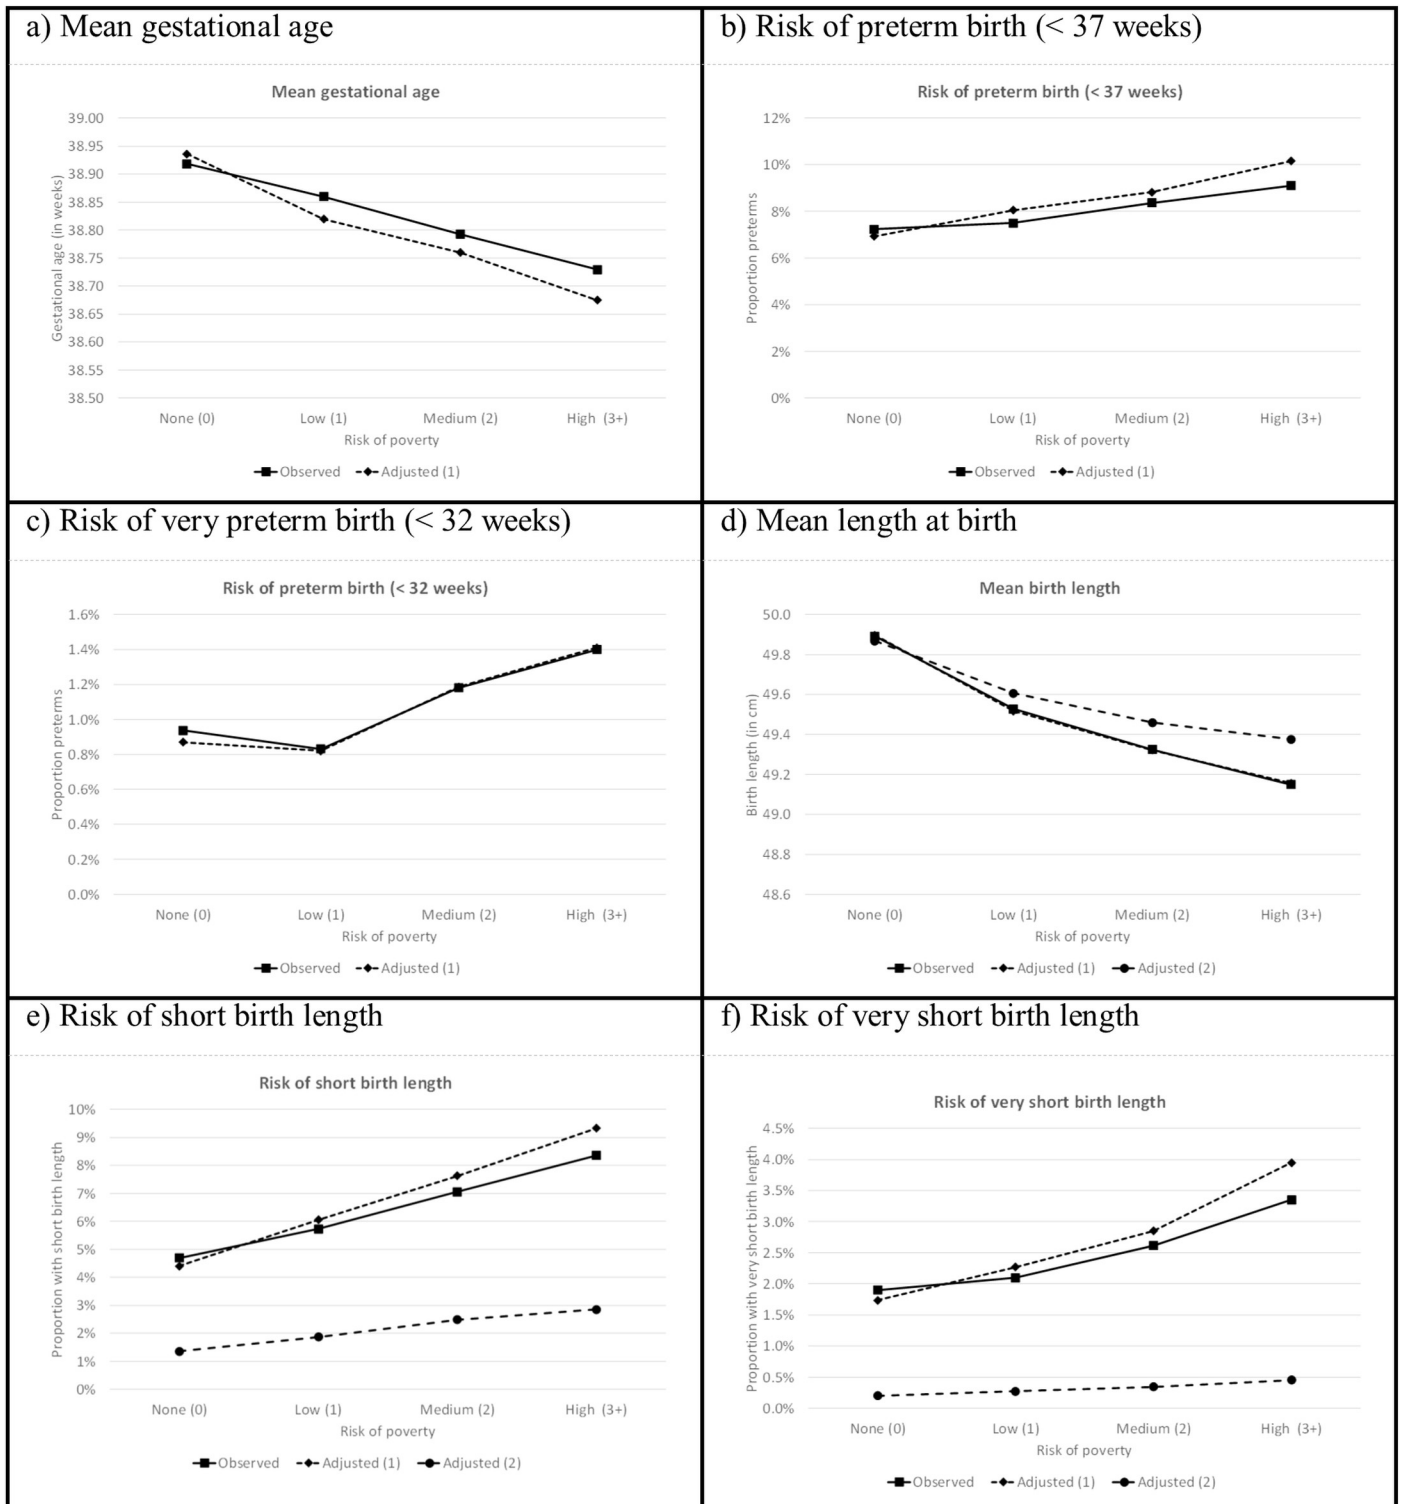 a) Mean gestational age
Mean gestational age
39.00
38.95
38.90
38.85
38.80
38.75
38.70
38.65
38.60
38.55
38.50
Gestational age (in weeks)
None (0) Low (1) Medium (2) High (3+)
Risk of poverty
Observed Adjusted (1)
b) Risk of preterm birth (< 37 weeks)
Risk of preterm birth (< 37 weeks)
12%
10%
8%
6%
4%
2%
0%
Proportion preterms
None (0) Low (1) Medium (2) High (3+)
Risk of poverty
Observed Adjusted (1)
c) Risk of very preterm birth (< 32 weeks)
Risk of preterm birth (< 32 weeks)
1.6%
1.4%
1.2%
1.0%
0.8%
0.6%
0.4%
0.2%
0.0%
Proportion preterms
None (0) Low (1) Medium (2) High (3+)
Risk of poverty
Observed Adjusted (1)
d) Mean length at birth
Mean birth length
50.0
49.8
49.6
49.4
49.2
49.0
48.8
48.6
Birth length (in cm)
None (0) Low (1) Medium (2) High (3+)
Risk of poverty
Observed Adjusted (1) Adjusted (2)
e) Risk of short birth length
Risk of short birth length
10%
9%
8%
7%
6%
5%
4%
3%
2%
1%
0%
Proportion with short birth length
None (0) Low (1) Medium (2) High (3+)
Risk of poverty
Observed Adjusted (1) Adjusted (2)
f) Risk of very short birth length
Risk of very short birth length
4.5%
4.0%
3.5%
3.0%
2.5%
2.0%
1.5%
1.0%
0.5%
0.0%
Proportion with very short birth length
None (0) Low (1) Medium (2) High (3+)
Risk of poverty
Observed Adjusted (1) Adjusted (2)